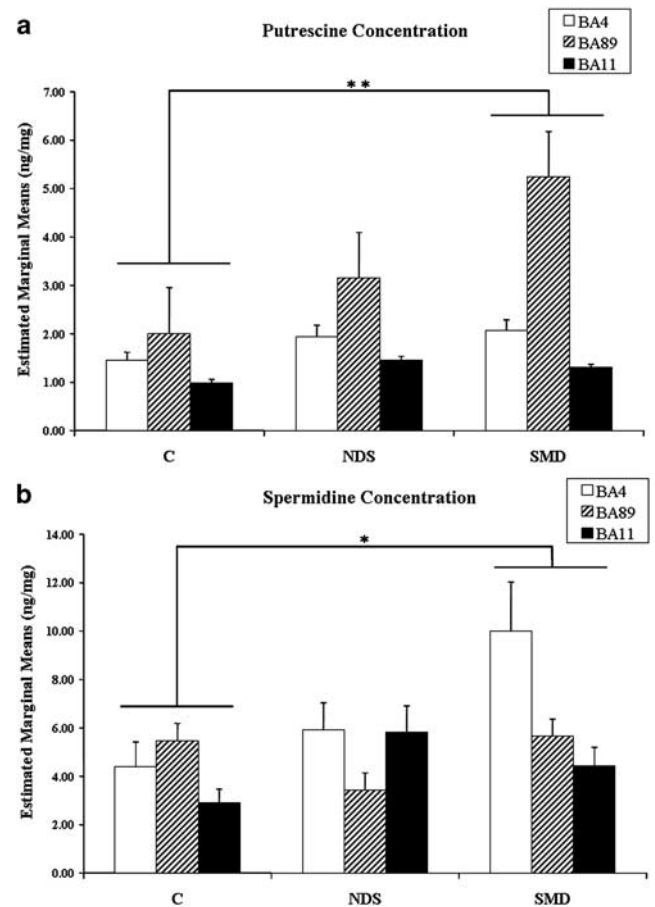 a
Putrescine Concentration
BA4
BA89
BA11
**
7.00
6.00
5.00
4.00
3.00
2.00
1.00
0.00
Estimated Marginal Means (ng/mg)
C
NDS
SMD
b
Spermidine Concentration
BA4
BA89
BA11
*
14.00
12.00
10.00
8.00
6.00
4.00
2.00
0.00
Estimated Marginal Means (ng/mg)
C
NDS
SMD